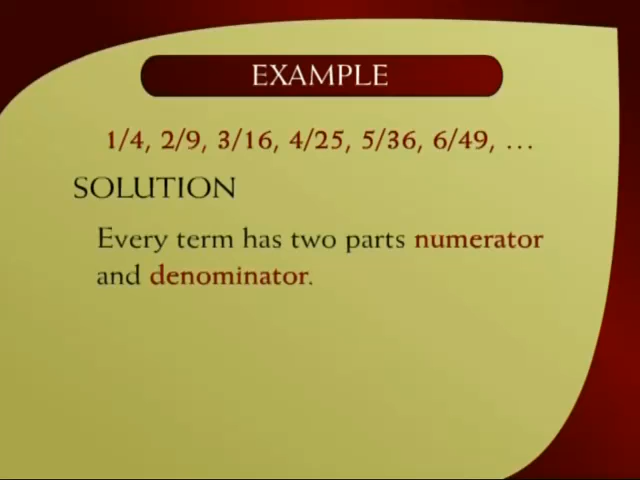 EXAMPLE
1/4, 2/9, 3/16, 4/25, 5/36, 6/49, ...
SOLUTION
Every term has two parts numerator
and denominator.